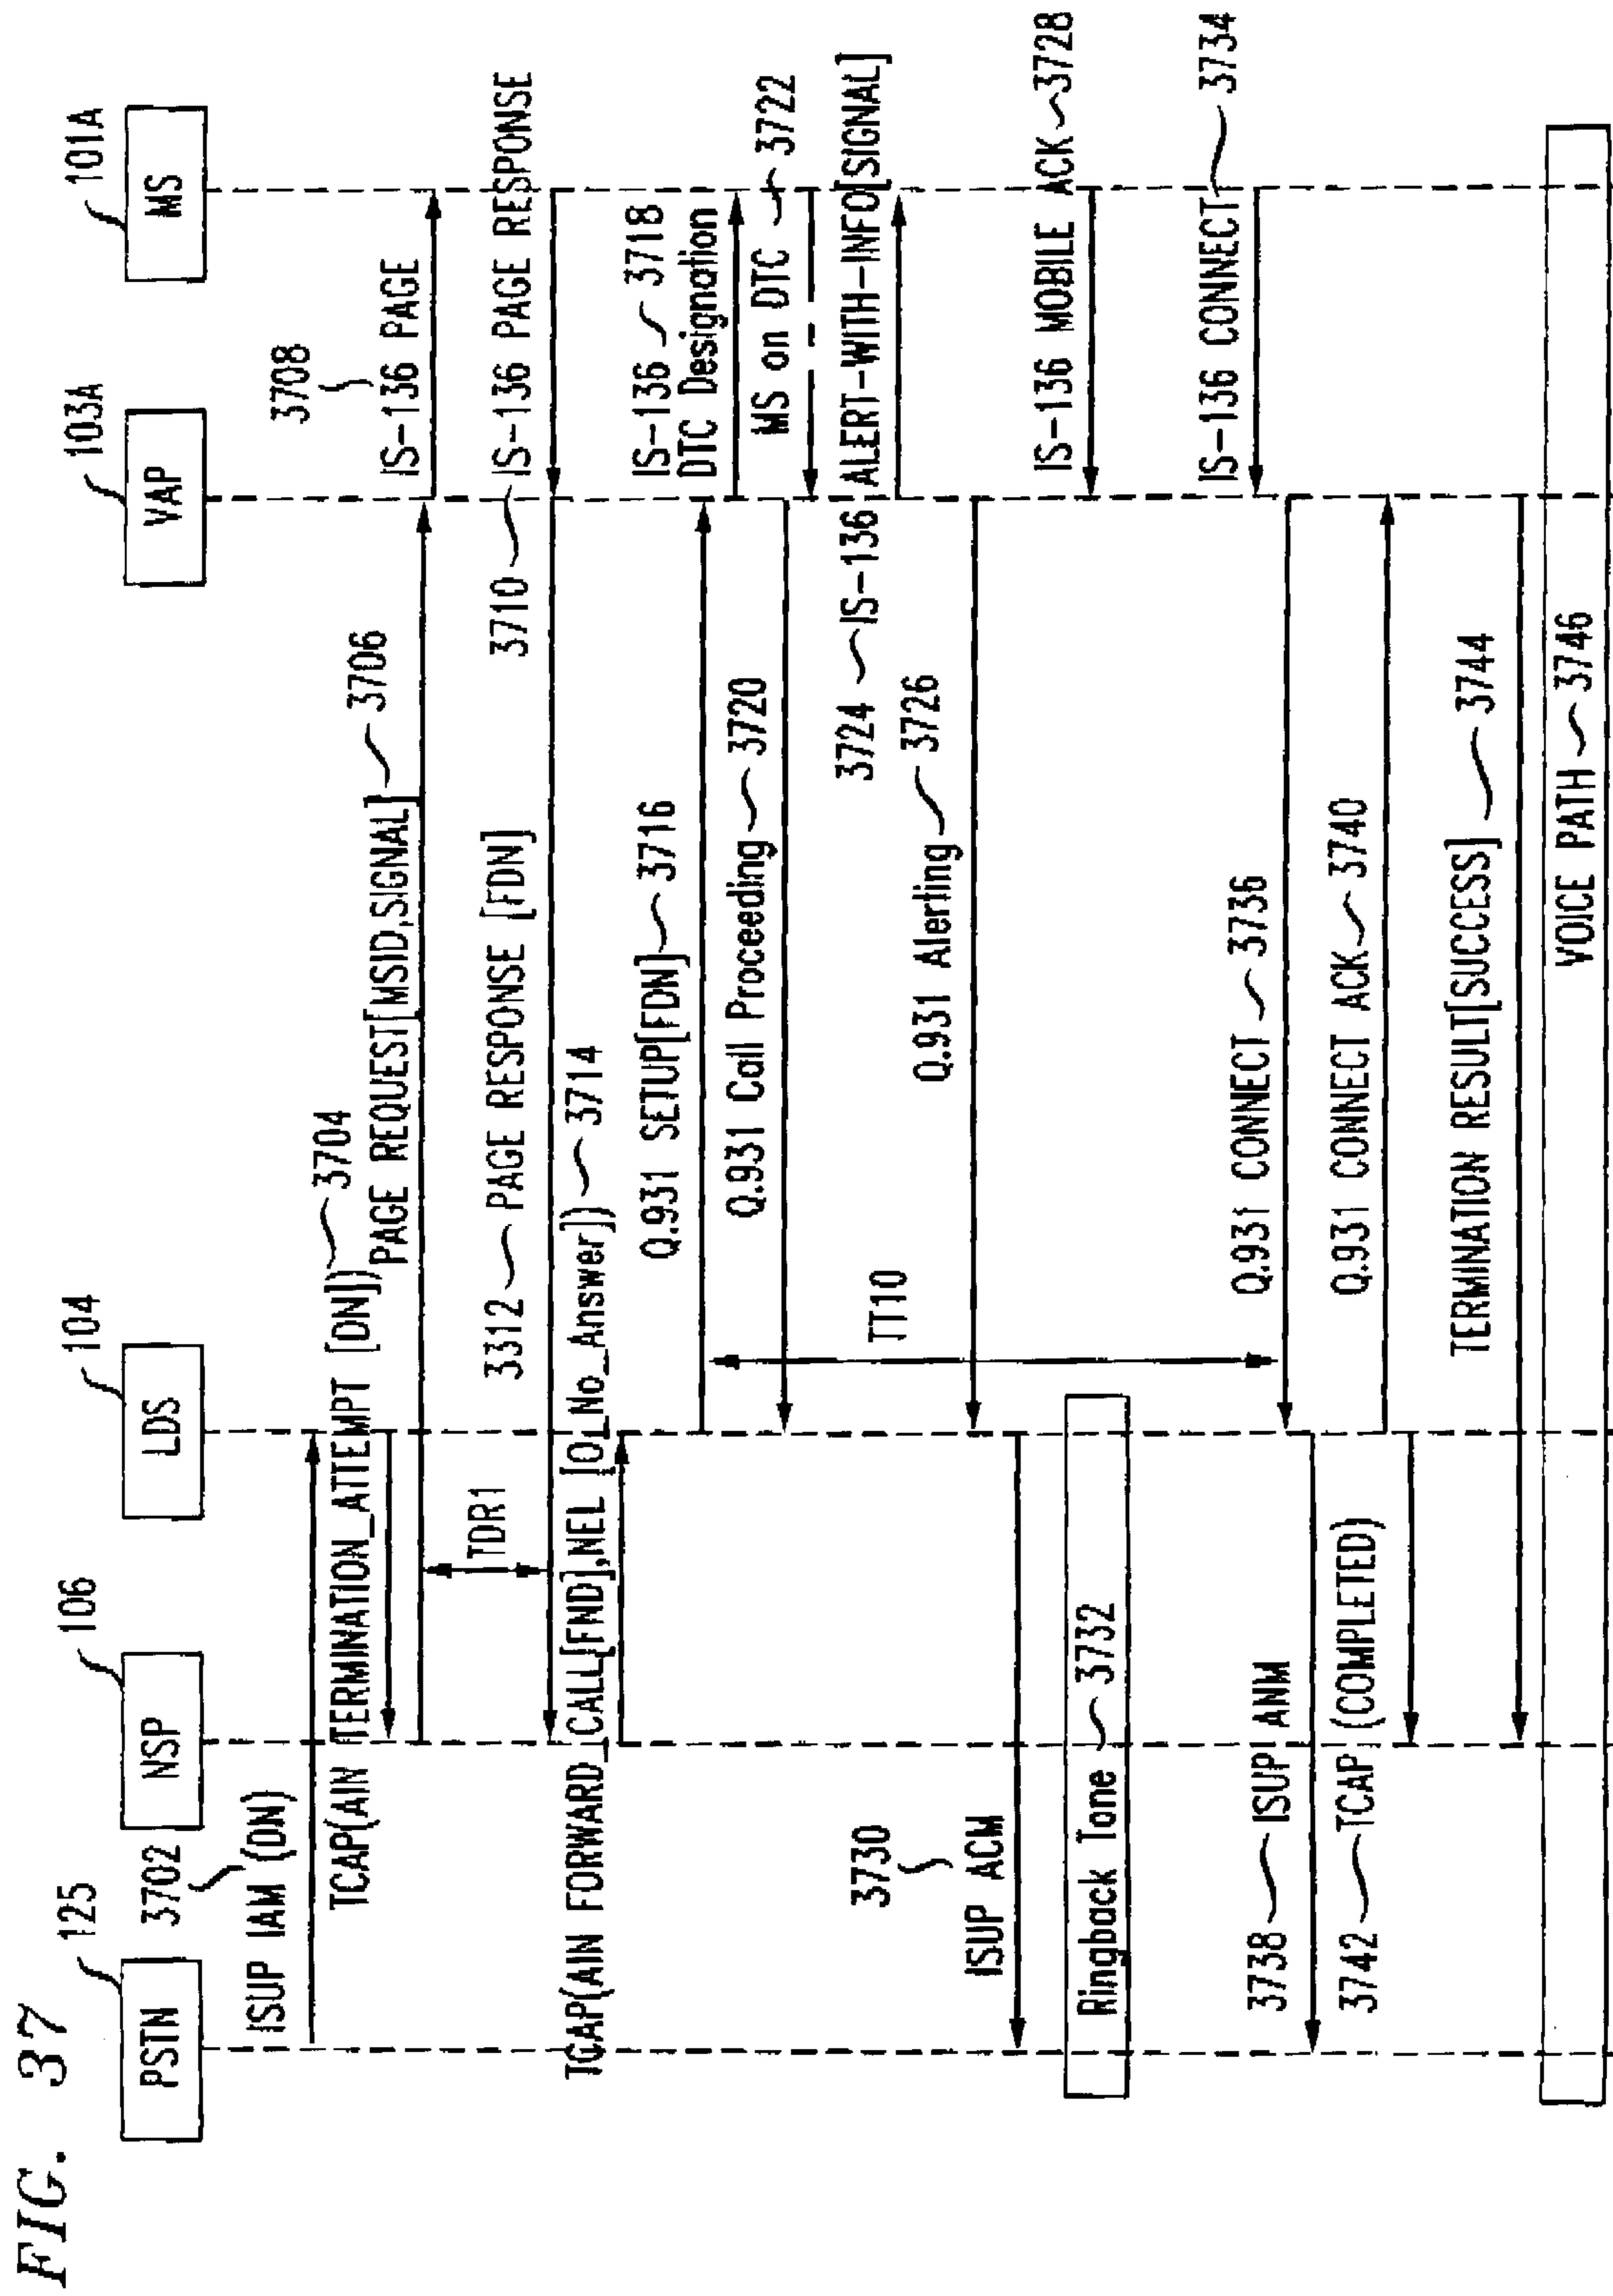 FIG. 37
125
106
104
103A
101A
PSTN
NSP
LDS
VAP
MS
3702
ISUP IAM (DN)
TCAP(AIN TERMINATION_ATTEMPT [DN]) 3704
3708
IS-136 PAGE
PAGE REQUEST[MSID,SIGNAL] 3706
TDR1
3312 PAGE RESPONSE [FDN]
3710 IS-136 PAGE RESPONSE
TCAP(AIN FORWARD_CALL[FND],NEL [O_No_Answer]) 3714
Q.931 SETUP[FDN] 3716
IS-136 3718
DTC Designation
Q.931 Call Proceeding 3720
MS on DTC 3722
3724 IS-136 ALERT-WITH-INFO[SIGNAL]
TT10
Q.931 Alerting 3726
3730
ISUP ACM
IS-136 MOBILE ACK 3728
Ringback Tone 3732
IS-136 CONNECT 3734
Q.931 CONNECT 3736
3738 ISUP ANM
Q.931 CONNECT ACK 3740
3742 TCAP (COMPLETED)
TERMINATION RESULT[SUCCESS] 3744
VOICE PATH 3746